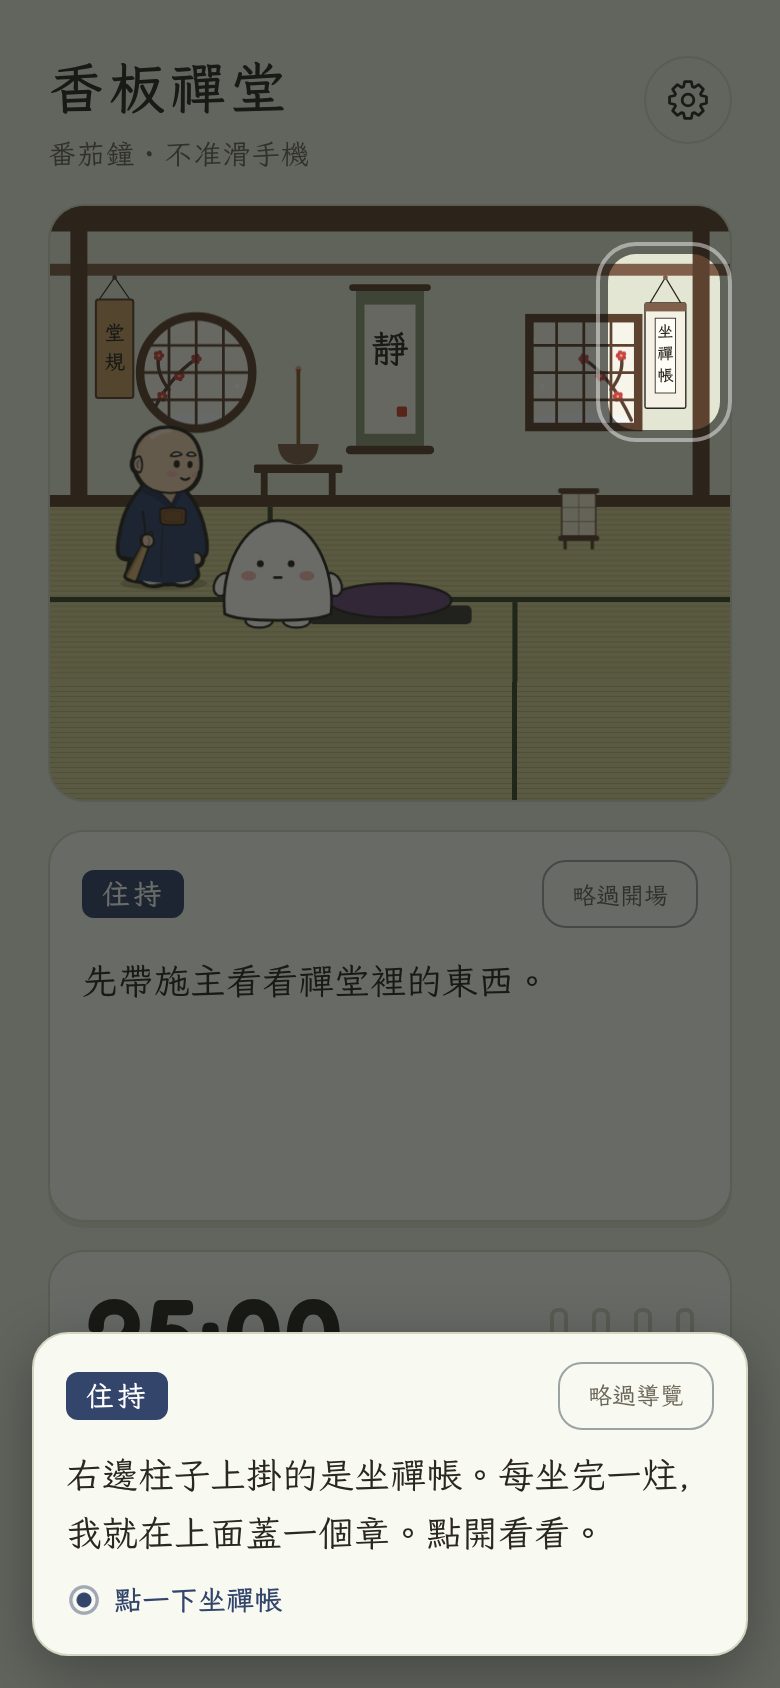 香板禪堂
番茄鐘・不准滑手機
堂規
靜
坐禪帳
住持
略過開場
先帶施主看看禪堂裡的東西。
25:00
住持
略過導覽
右邊柱子上掛的是坐禪帳。每坐完一炷,
我就在上面蓋一個章。點開看看。
點一下坐禪帳